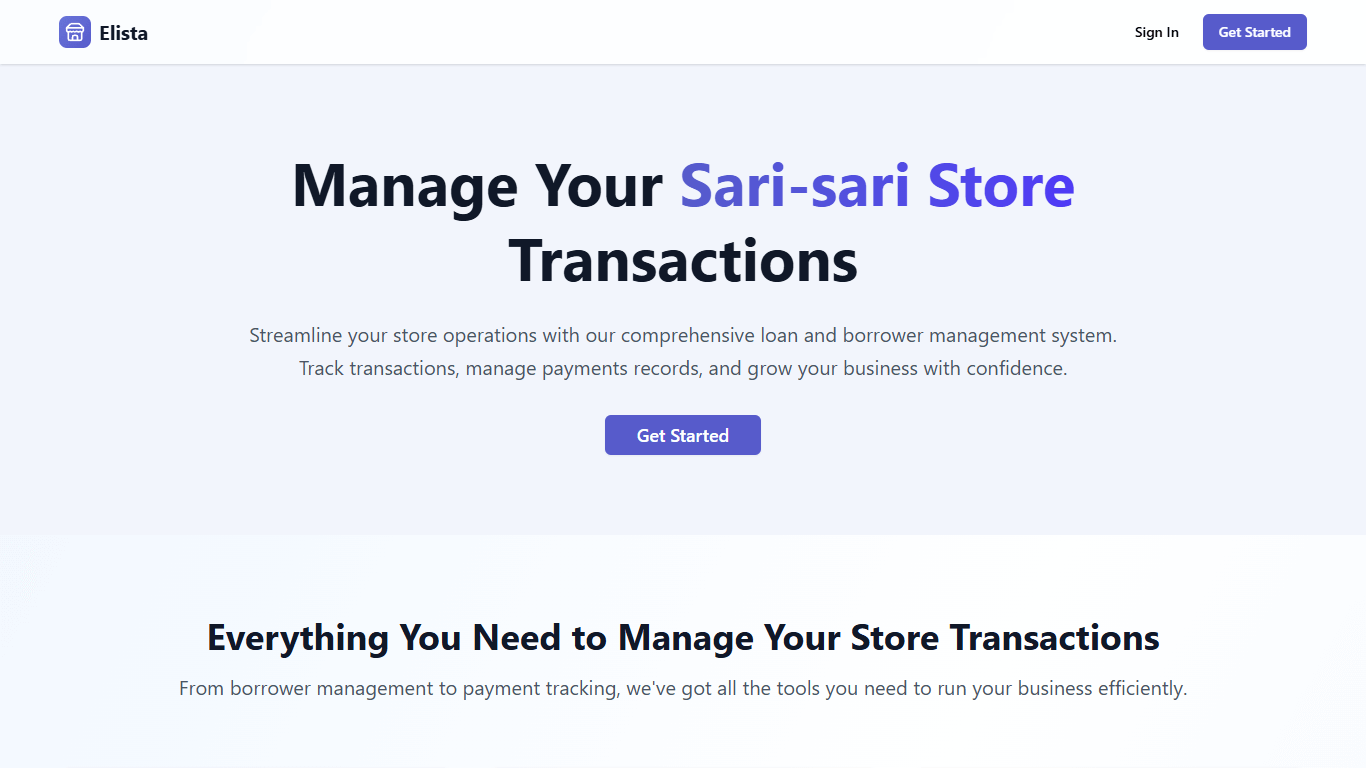 Elista
Sign In
Get Started
Manage Your Sari-sari Store
Transactions
Streamline your store operations with our comprehensive loan and borrower management system.
Track transactions, manage payments records, and grow your business with confidence.
Get Started
Everything You Need to Manage Your Store Transactions
From borrower management to payment tracking, we've got all the tools you need to run your business efficiently.